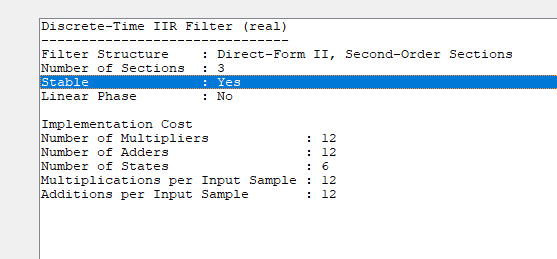 Discrete-Time IIR Filter (real)
-------------------------------
Filter Structure    : Direct-Form II, Second-Order Sections
Number of Sections  : 3
Stable              : Yes
Linear Phase        : No

Implementation Cost
Number of Multipliers            : 12
Number of Adders                 : 12
Number of States                 : 6
Multiplications per Input Sample : 12
Additions per Input Sample       : 12